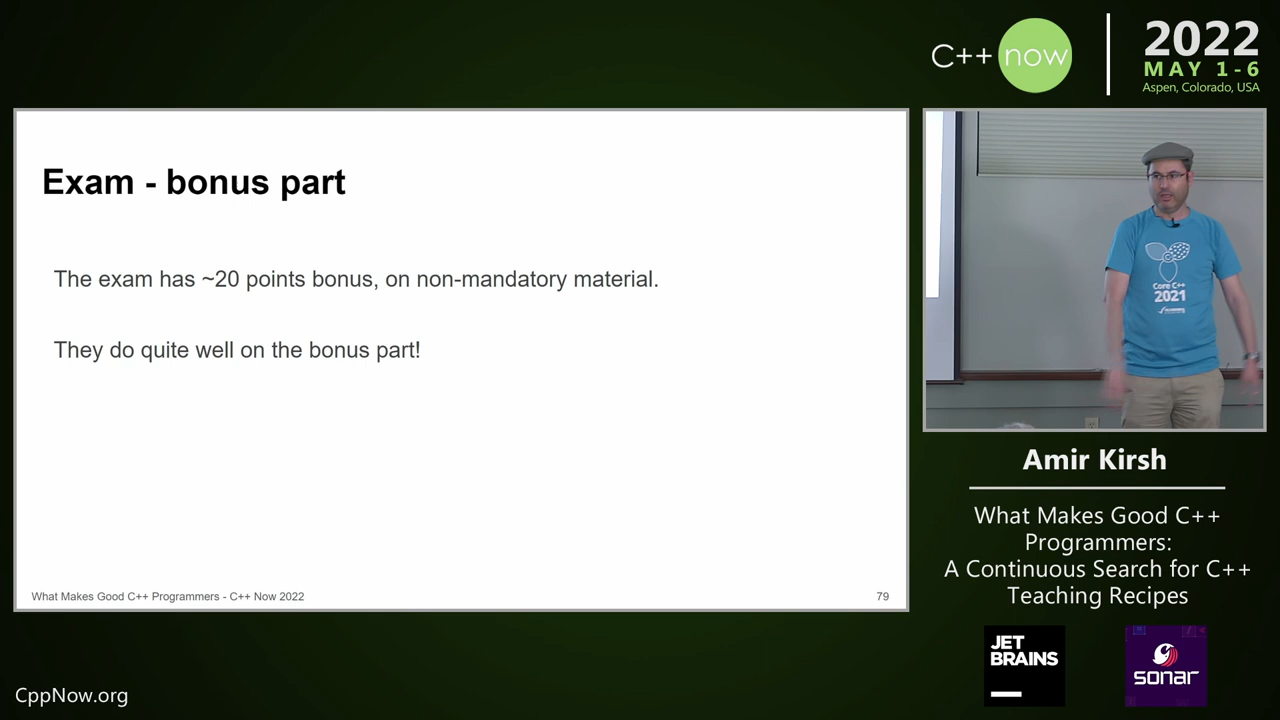 C++ now
2022
MAY 1-6
Aspen, Colorado, USA
Exam - bonus part
The exam has ~20 points bonus, on non-mandatory material.
They do quite well on the bonus part!
What Makes Good C++ Programmers - C++ Now 2022
79
Core C++
2021
Amir Kirsh
What Makes Good C++
Programmers:
A Continuous Search for C++
Teaching Recipes
JET
BRAINS
sonar
CppNow.org